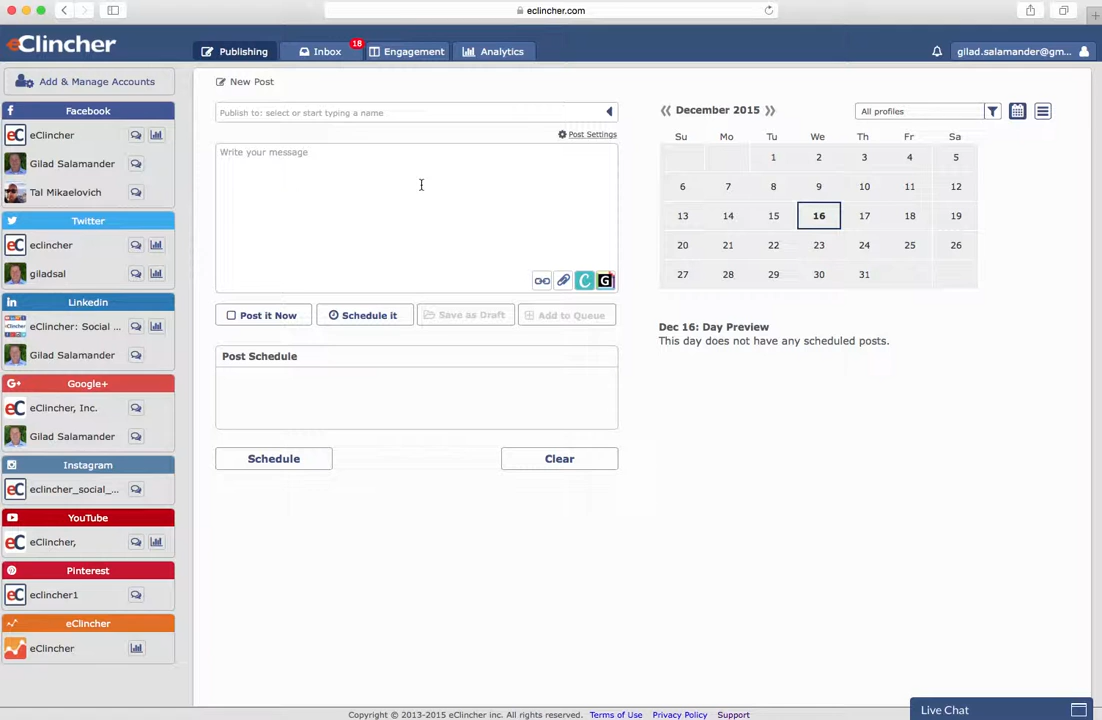 eclincher.com
eClincher
Publishing
Inbox
18
Engagement
Analytics
gilad.salamander@gm...
Add & Manage Accounts
Facebook
eC eClincher
Gilad Salamander
Tal Mikaelovich
Twitter
eC eclincher
giladsal
Linkedin
eClincher: Social ...
Gilad Salamander
G+ Google+
eC eClincher, Inc.
Gilad Salamander
Instagram
eC eclincher_social_...
YouTube
eC eClincher,
Pinterest
eC eclincher1
eClincher
eClincher
New Post
Publish to: select or start typing a name
Post Settings
Write your message
C G
Post it Now
Schedule it
Save as Draft
Add to Queue
Post Schedule
Schedule
Clear
December 2015
All profiles
Su Mo Tu We Th Fr Sa
1 2 3 4 5
6 7 8 9 10 11 12
13 14 15 16 17 18 19
20 21 22 23 24 25 26
27 28 29 30 31
Dec 16: Day Preview
This day does not have any scheduled posts.
Copyright © 2013-2015 eClincher inc. All rights reserved. Terms of Use Privacy Policy Support
Live Chat